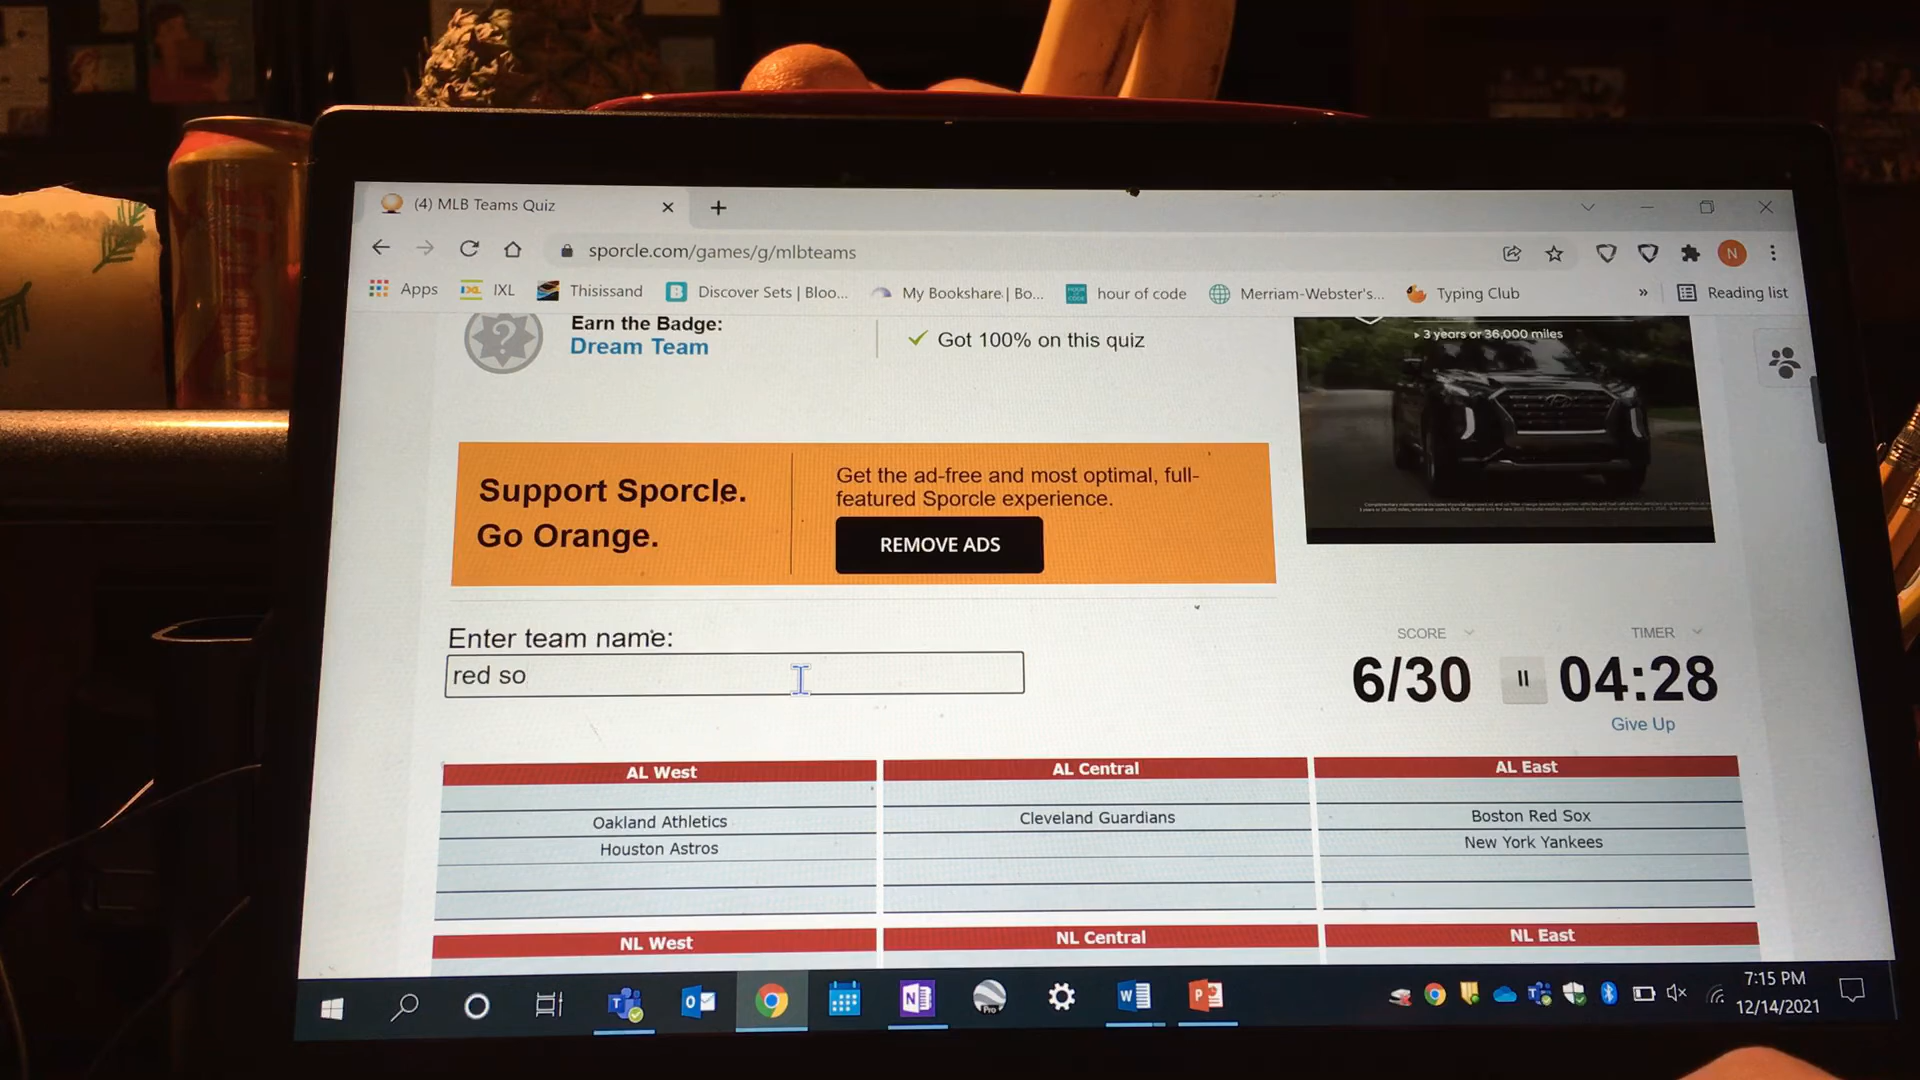 (4) MLB Teams Quiz
sporcle.com/games/g/mlbteams
N
Apps
IXL
Thisissand
Discover Sets | Bloo...
My Bookshare | Bo...
hour of code
Merriam-Webster's...
Typing Club
»
Reading list
Earn the Badge:
Dream Team
Got 100% on this quiz
3 years or 36,000 miles
Support Sporcle.
Go Orange.
Get the ad-free and most optimal, full-
featured Sporcle experience.
REMOVE ADS
Enter team name:
red so
SCORE
6/30
TIMER
04:28
Give Up
AL West
AL Central
AL East
Oakland Athletics
Cleveland Guardians
Boston Red Sox
Houston Astros
New York Yankees
NL West
NL Central
NL East
Pro
7:15 PM
12/14/2021